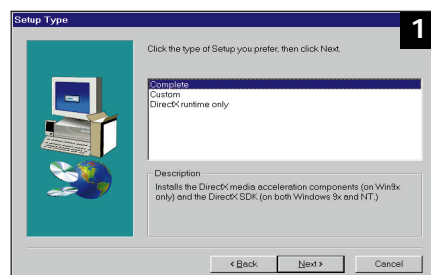 Setup Type
1
Click the type of Setup you prefer, then click Next.
Complete
Custom
DirectX runtime only
Description
Installs the DirectX media acceleration components (on Win9x
only) and the DirectX SDK (on both Windows 9x and NT.)
< Back
Next >
Cancel